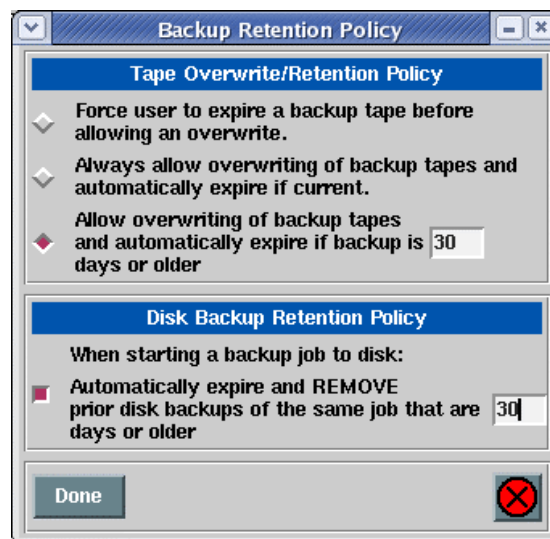 Backup Retention Policy
Tape Overwrite/Retention Policy
Force user to expire a backup tape before
allowing an overwrite.
Always allow overwriting of backup tapes and
automatically expire if current.
Allow overwriting of backup tapes
and automatically expire if backup is 30
days or older
Disk Backup Retention Policy
When starting a backup job to disk:
Automatically expire and REMOVE
prior disk backups of the same job that are 30
days or older
Done